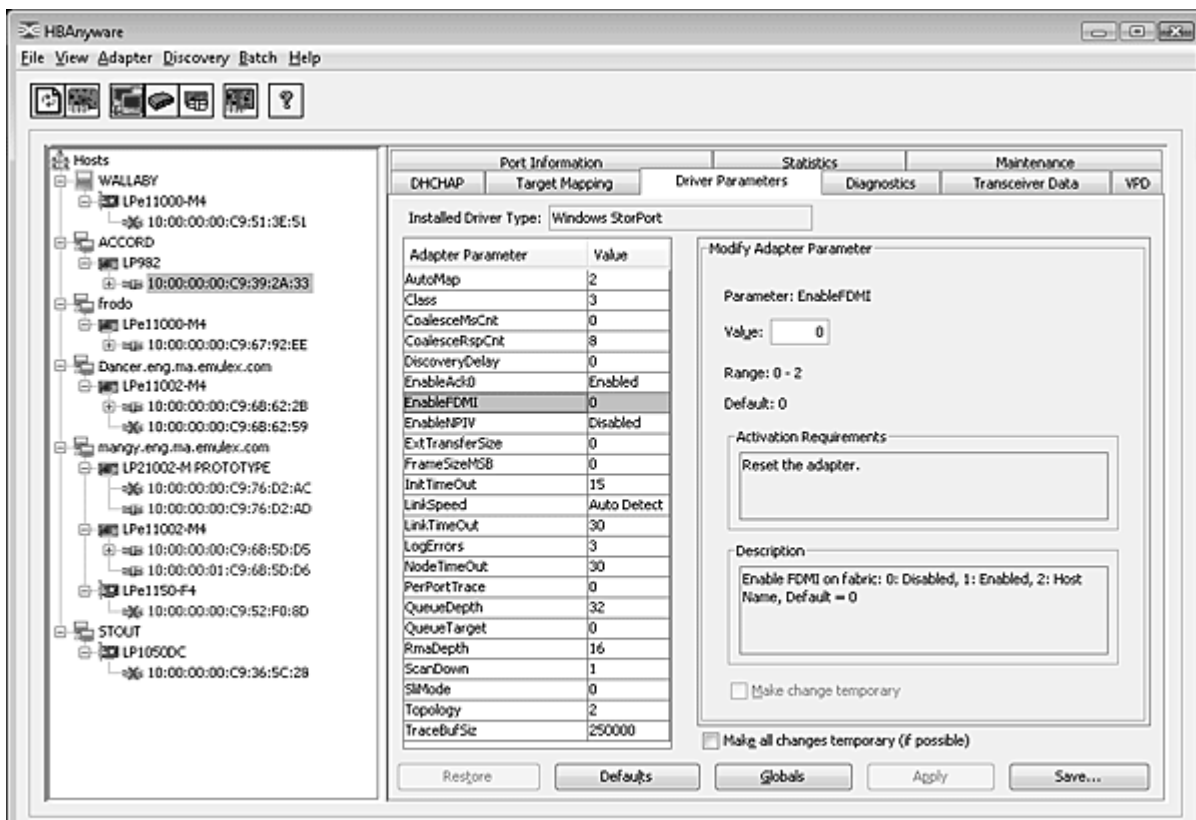 HBAnyware
File View Adapter Discovery Batch Help
Hosts
WALLABY
LPe11000-M4
10:00:00:00:C9:51:3E:51
ACCORD
LP982
10:00:00:00:C9:39:2A:33
frodo
LPe11000-M4
10:00:00:00:C9:67:92:EE
Dancer.eng.ma.emulex.com
LPe11002-M4
10:00:00:00:C9:6B:62:2B
10:00:00:00:C9:6B:62:59
mangy.eng.ma.emulex.com
LP21002-M PROTOTYPE
10:00:00:00:C9:76:D2:AC
10:00:00:00:C9:76:D2:AD
LPe11002-M4
10:00:00:00:C9:6B:5D:D5
10:00:00:01:C9:6B:5D:D6
LPe1150-F4
10:00:00:00:C9:52:F0:8D
STOUT
LP1050DC
10:00:00:00:C9:36:5C:28
Port Information Statistics Maintenance
DHCHAP Target Mapping Driver Parameters Diagnostics Transceiver Data VPD
Installed Driver Type: Windows StorPort
Adapter Parameter Value
AutoMap 2
Class 3
CoalesceMsCnt 0
CoalesceRspCnt 8
DiscoveryDelay 0
EnableAck0 Enabled
EnableFDMI 0
EnableNPIV Disabled
ExtTransferSize 0
FrameSizeMSB 0
InitTimeOut 15
LinkSpeed Auto Detect
LinkTimeOut 30
LogErrors 3
NodeTimeOut 30
PerPortTrace 0
QueueDepth 32
QueueTarget 0
RmaDepth 16
ScanDown 1
SliMode 0
Topology 2
TraceBufSiz 250000
Modify Adapter Parameter
Parameter: EnableFDMI
Value: 0
Range: 0 - 2
Default: 0
Activation Requirements
Reset the adapter.
Description
Enable FDMI on fabric: 0: Disabled, 1: Enabled, 2: Host
Name, Default = 0
Make change temporary
Make all changes temporary (if possible)
Restore Defaults Globals Apply Save...